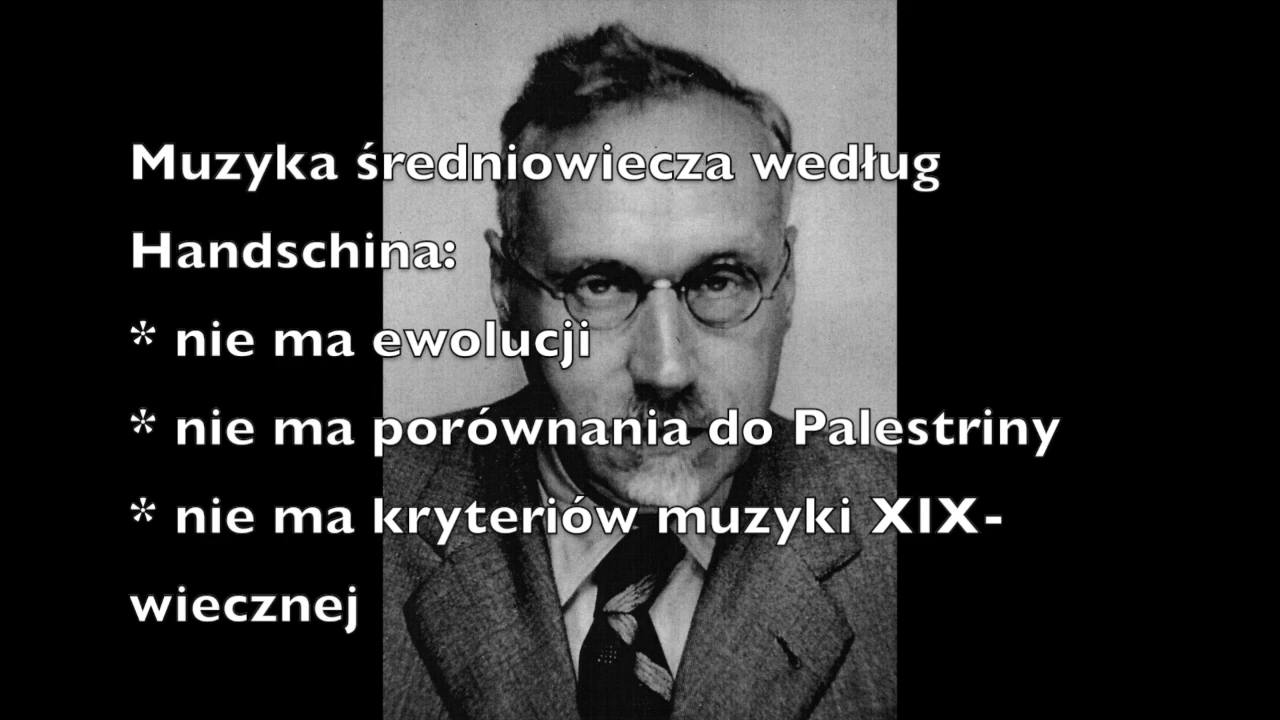 Muzyka średniowiecza według
Handschina:
* nie ma ewolucji
* nie ma porównania do Palestriny
* nie ma kryteriów muzyki XIX-
wiecznej